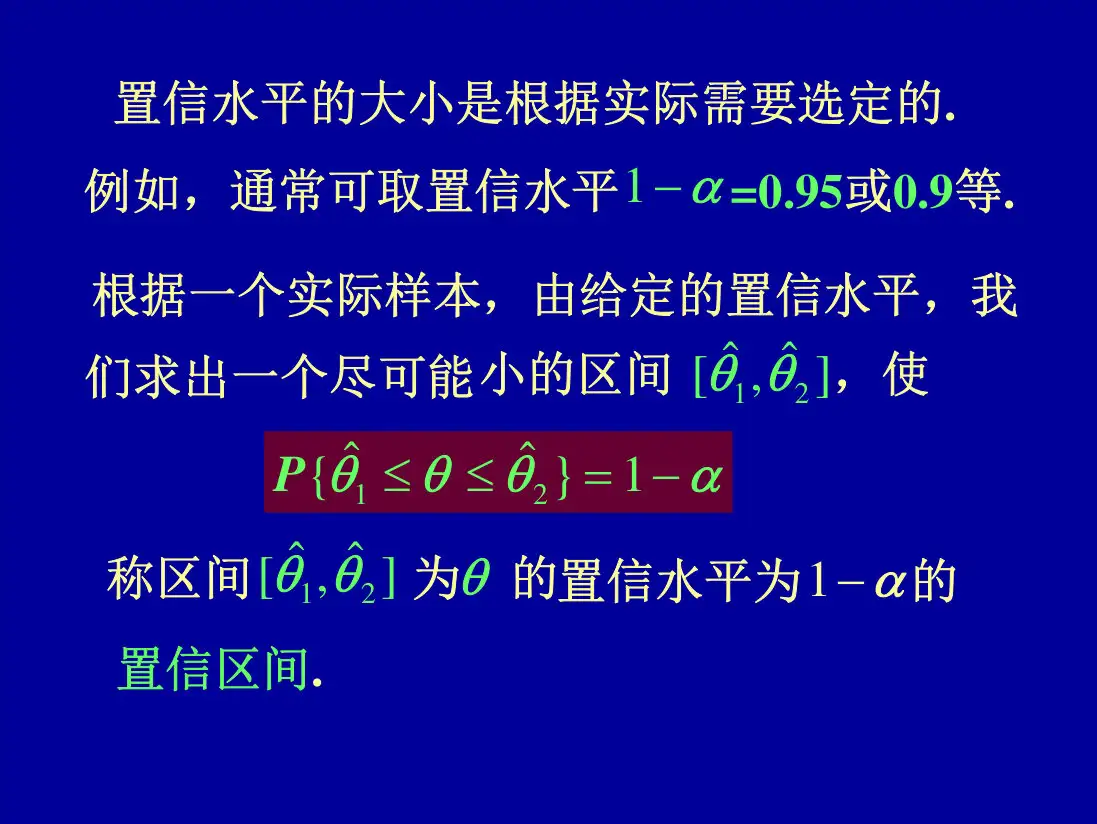 置信水平的大小是根据实际需要选定的.
例如，通常可取置信水平 1−α =0.95或0.9等.
根据一个实际样本，由给定的置信水平，我
们求出一个尽可能小的区间 [θ̂₁,θ̂₂]，使
P{θ̂₁ ≤ θ ≤ θ̂₂} = 1−α
称区间[θ̂₁,θ̂₂] 为θ 的置信水平为1−α的
置信区间.